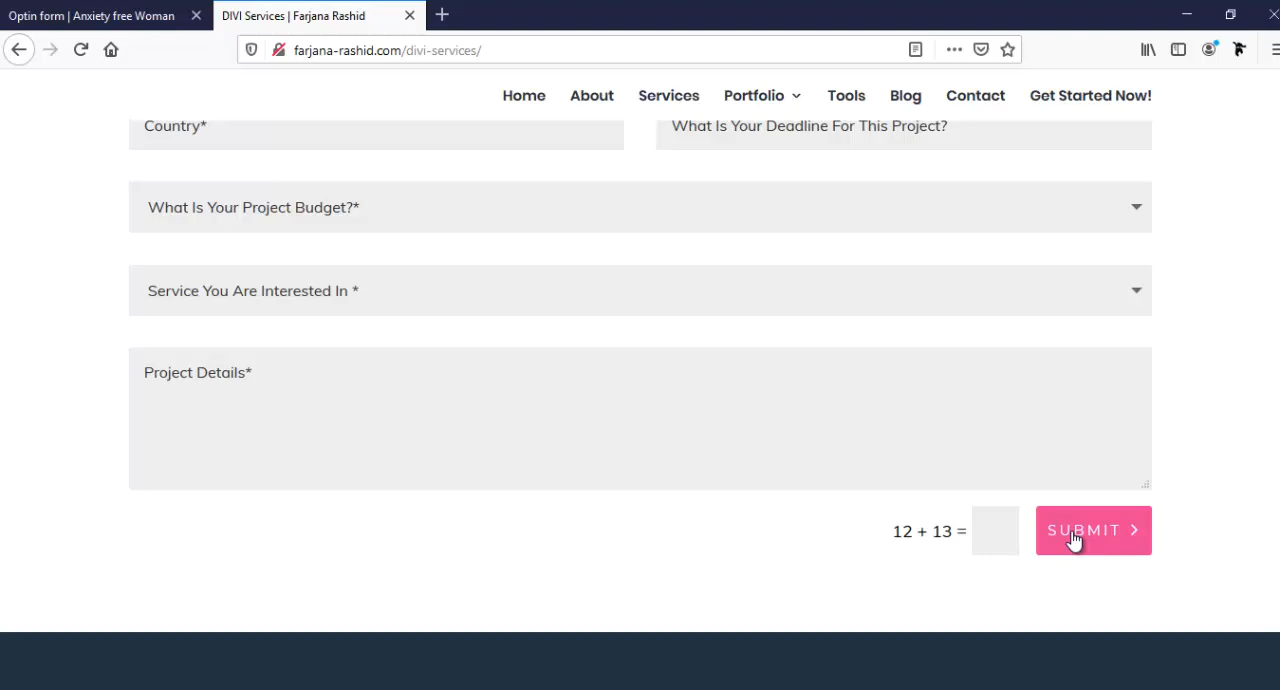 Optin form | Anxiety free Woman
DIVI Services | Farjana Rashid
farjana-rashid.com/divi-services/
Home About Services Portfolio Tools Blog Contact Get Started Now!
Country* What Is Your Deadline For This Project?
What Is Your Project Budget?*
Service You Are Interested In *
Project Details*
12 + 13 = SUBMIT